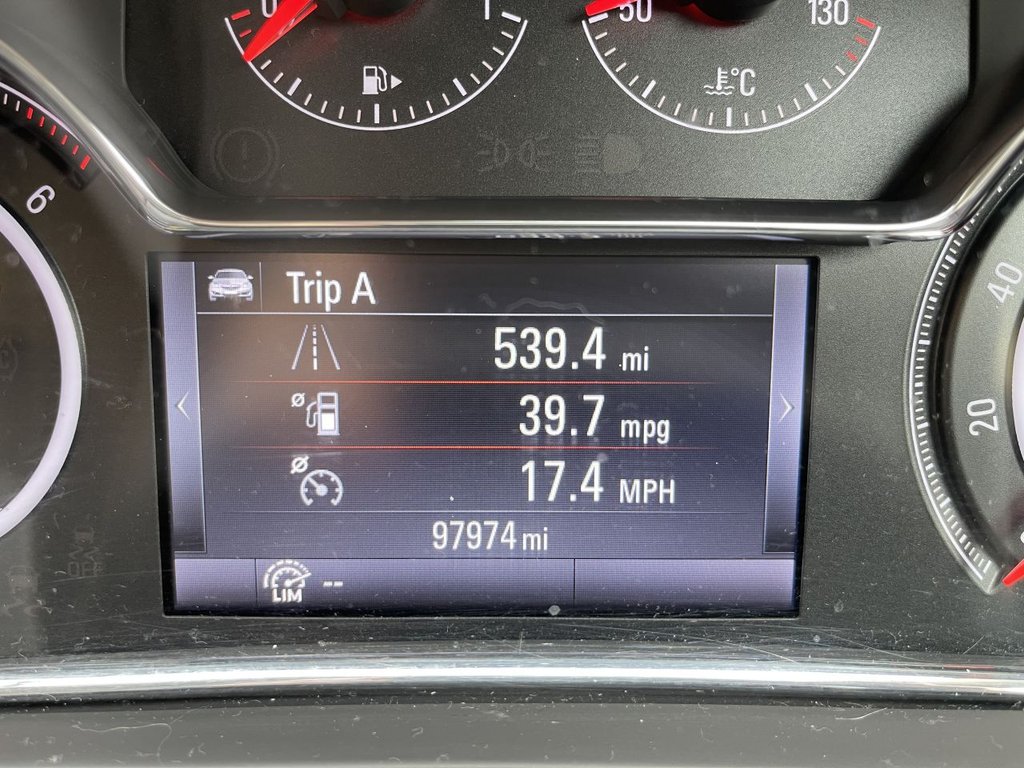 0 1 50 130
°C
6
Trip A
40
539.4 mi
39.7 mpg
20
17.4 MPH
97974 mi
OFF
LIM --